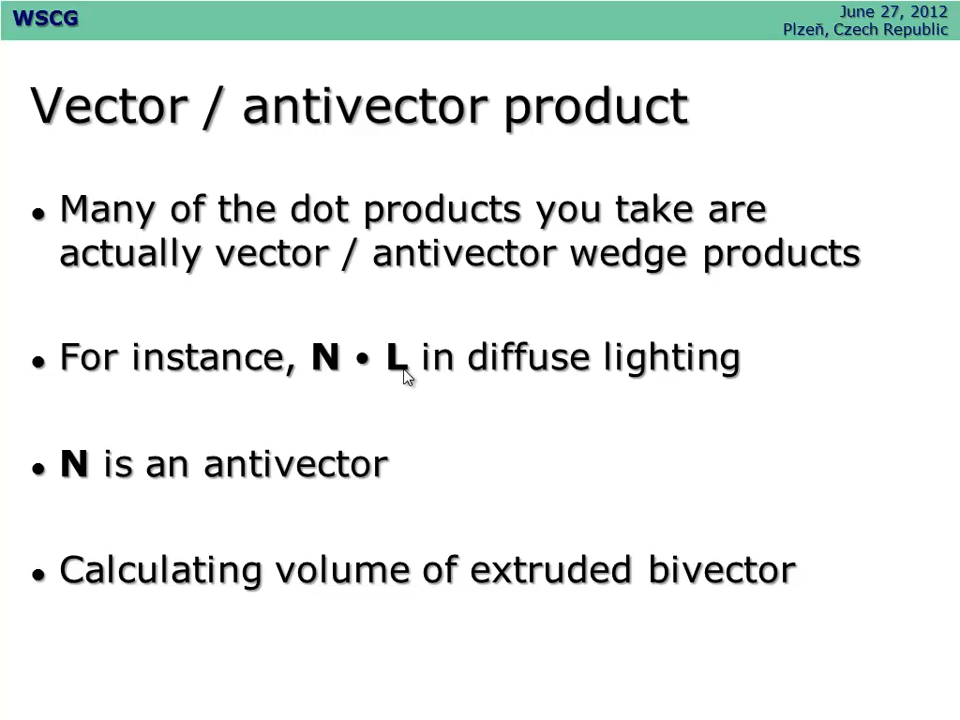 WSCG
June 27, 2012
Plzeň, Czech Republic
Vector / antivector product
• Many of the dot products you take are
actually vector / antivector wedge products
• For instance, N • L in diffuse lighting
• N is an antivector
• Calculating volume of extruded bivector